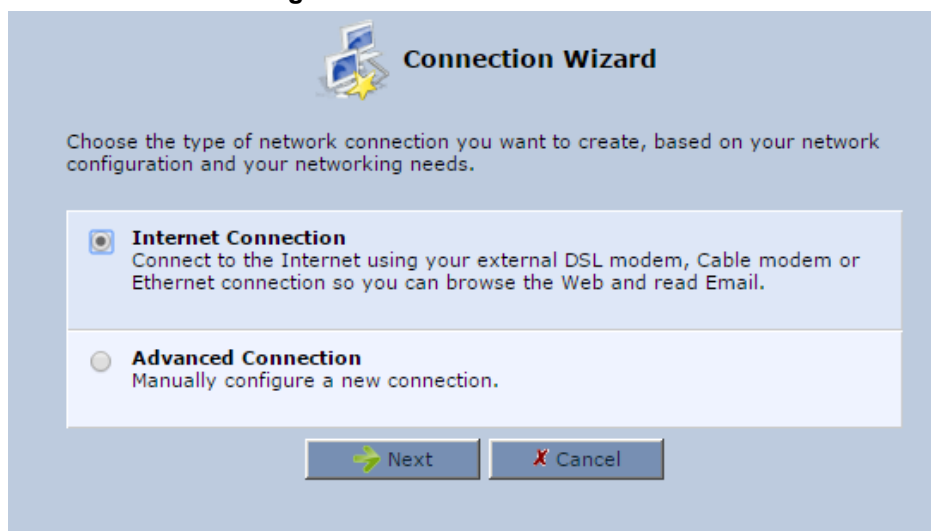 Connection Wizard
Choose the type of network connection you want to create, based on your network
configuration and your networking needs.
Internet Connection
Connect to the Internet using your external DSL modem, Cable modem or
Ethernet connection so you can browse the Web and read Email.
Advanced Connection
Manually configure a new connection.
Next
Cancel